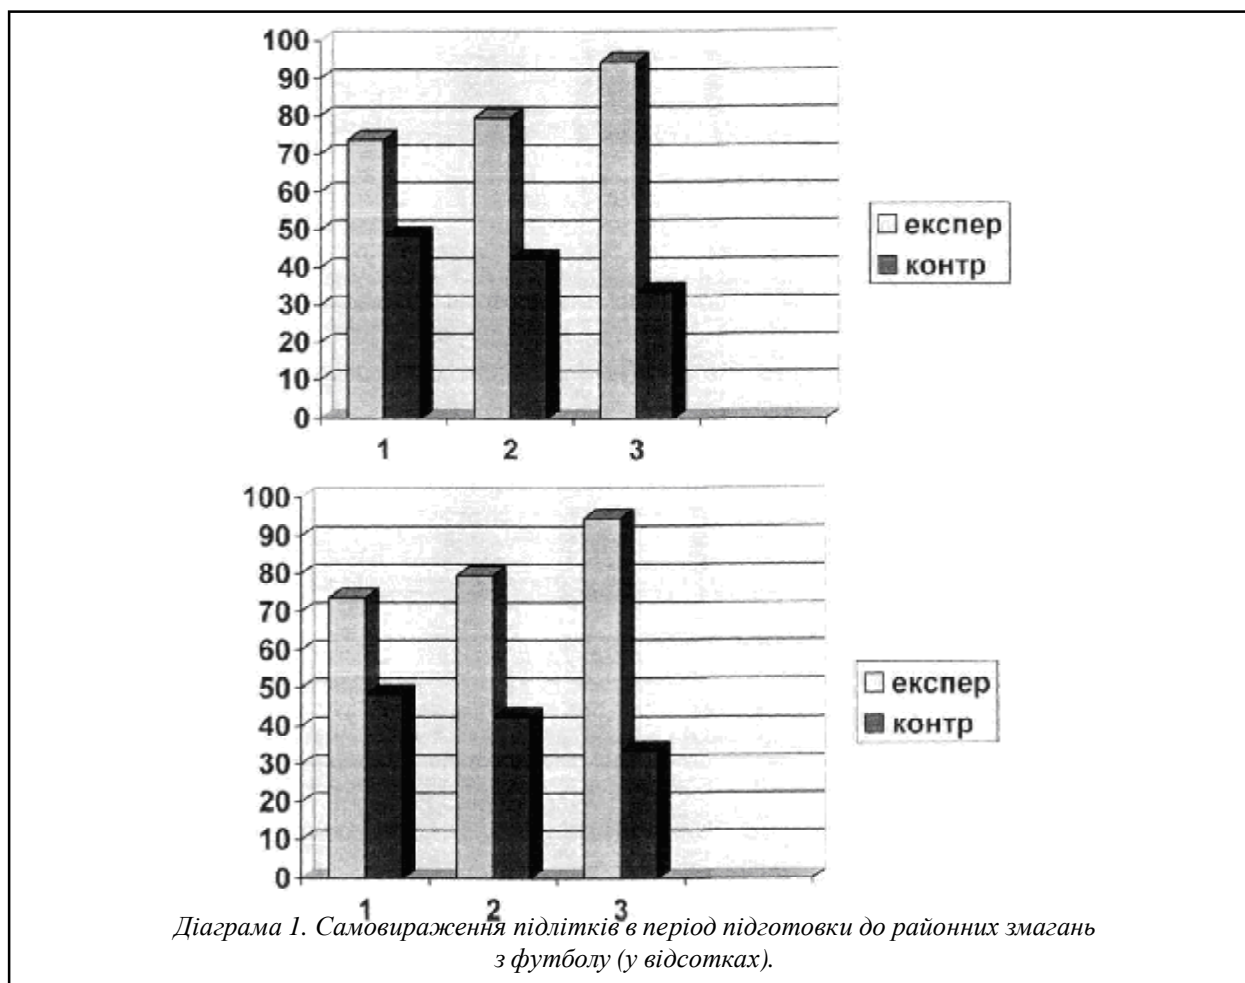 100
90
80
70
60
50
40
30
20
10
0
1 2 3
експер
контр
100
90
80
70
60
50
40
30
20
10
0
1 2 3
експер
контр
Діаграма 1. Самовираження підлітків в період підготовки до районних змагань
з футболу (у відсотках).